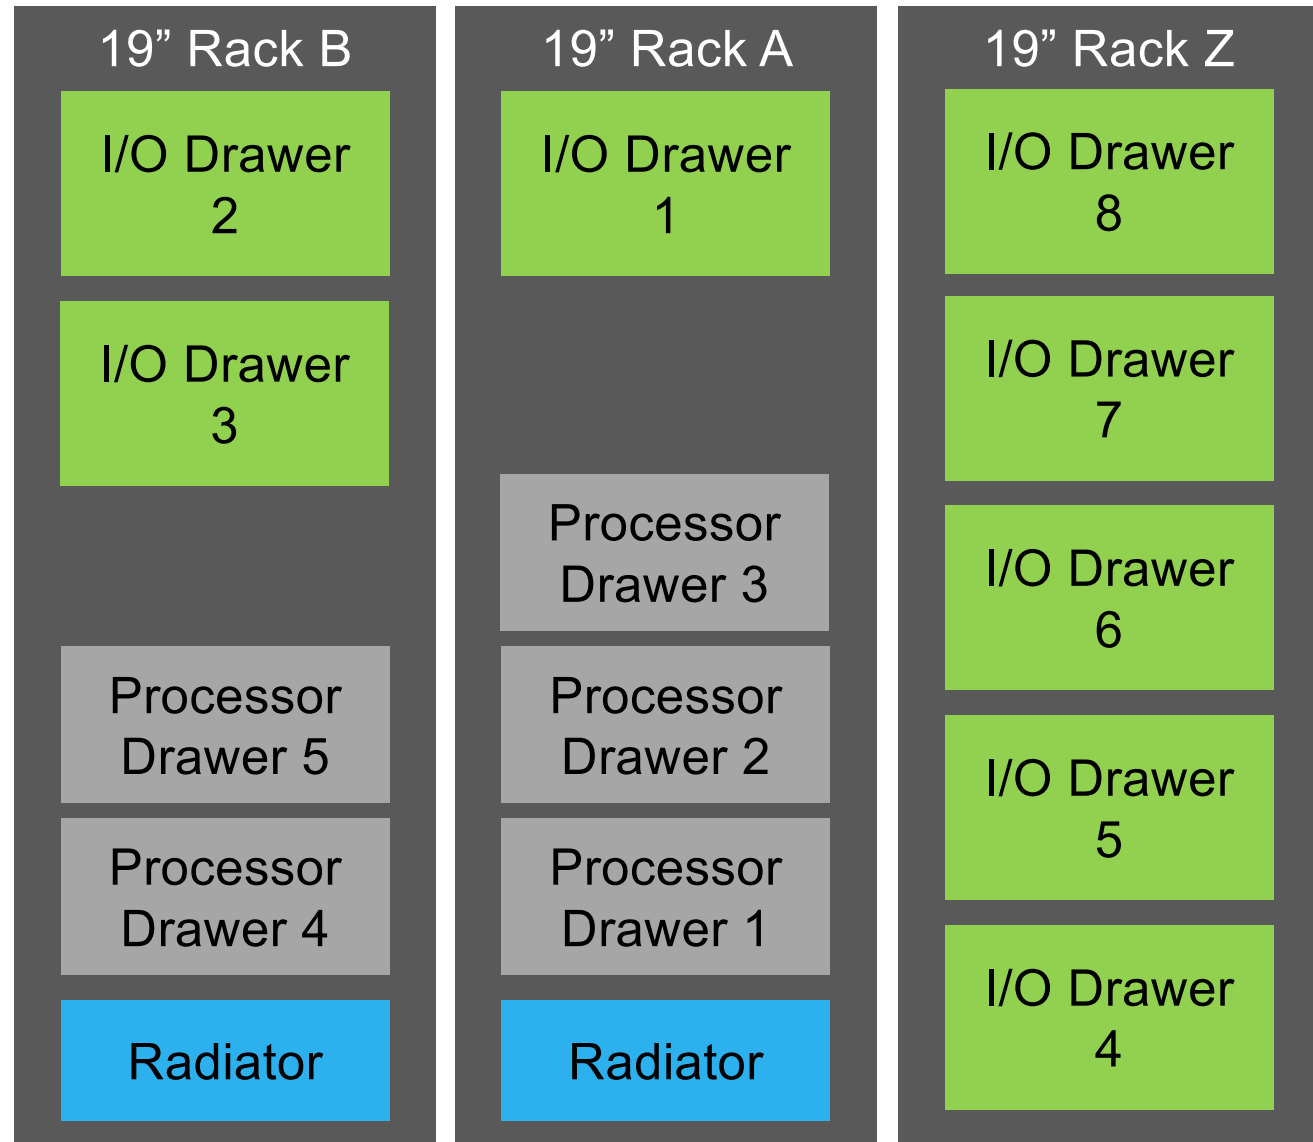 19” Rack B
I/O Drawer
2
I/O Drawer
3
Processor
Drawer 5
Processor
Drawer 4
Radiator
19” Rack A
I/O Drawer
1
Processor
Drawer 3
Processor
Drawer 2
Processor
Drawer 1
Radiator
19” Rack Z
I/O Drawer
8
I/O Drawer
7
I/O Drawer
6
I/O Drawer
5
I/O Drawer
4